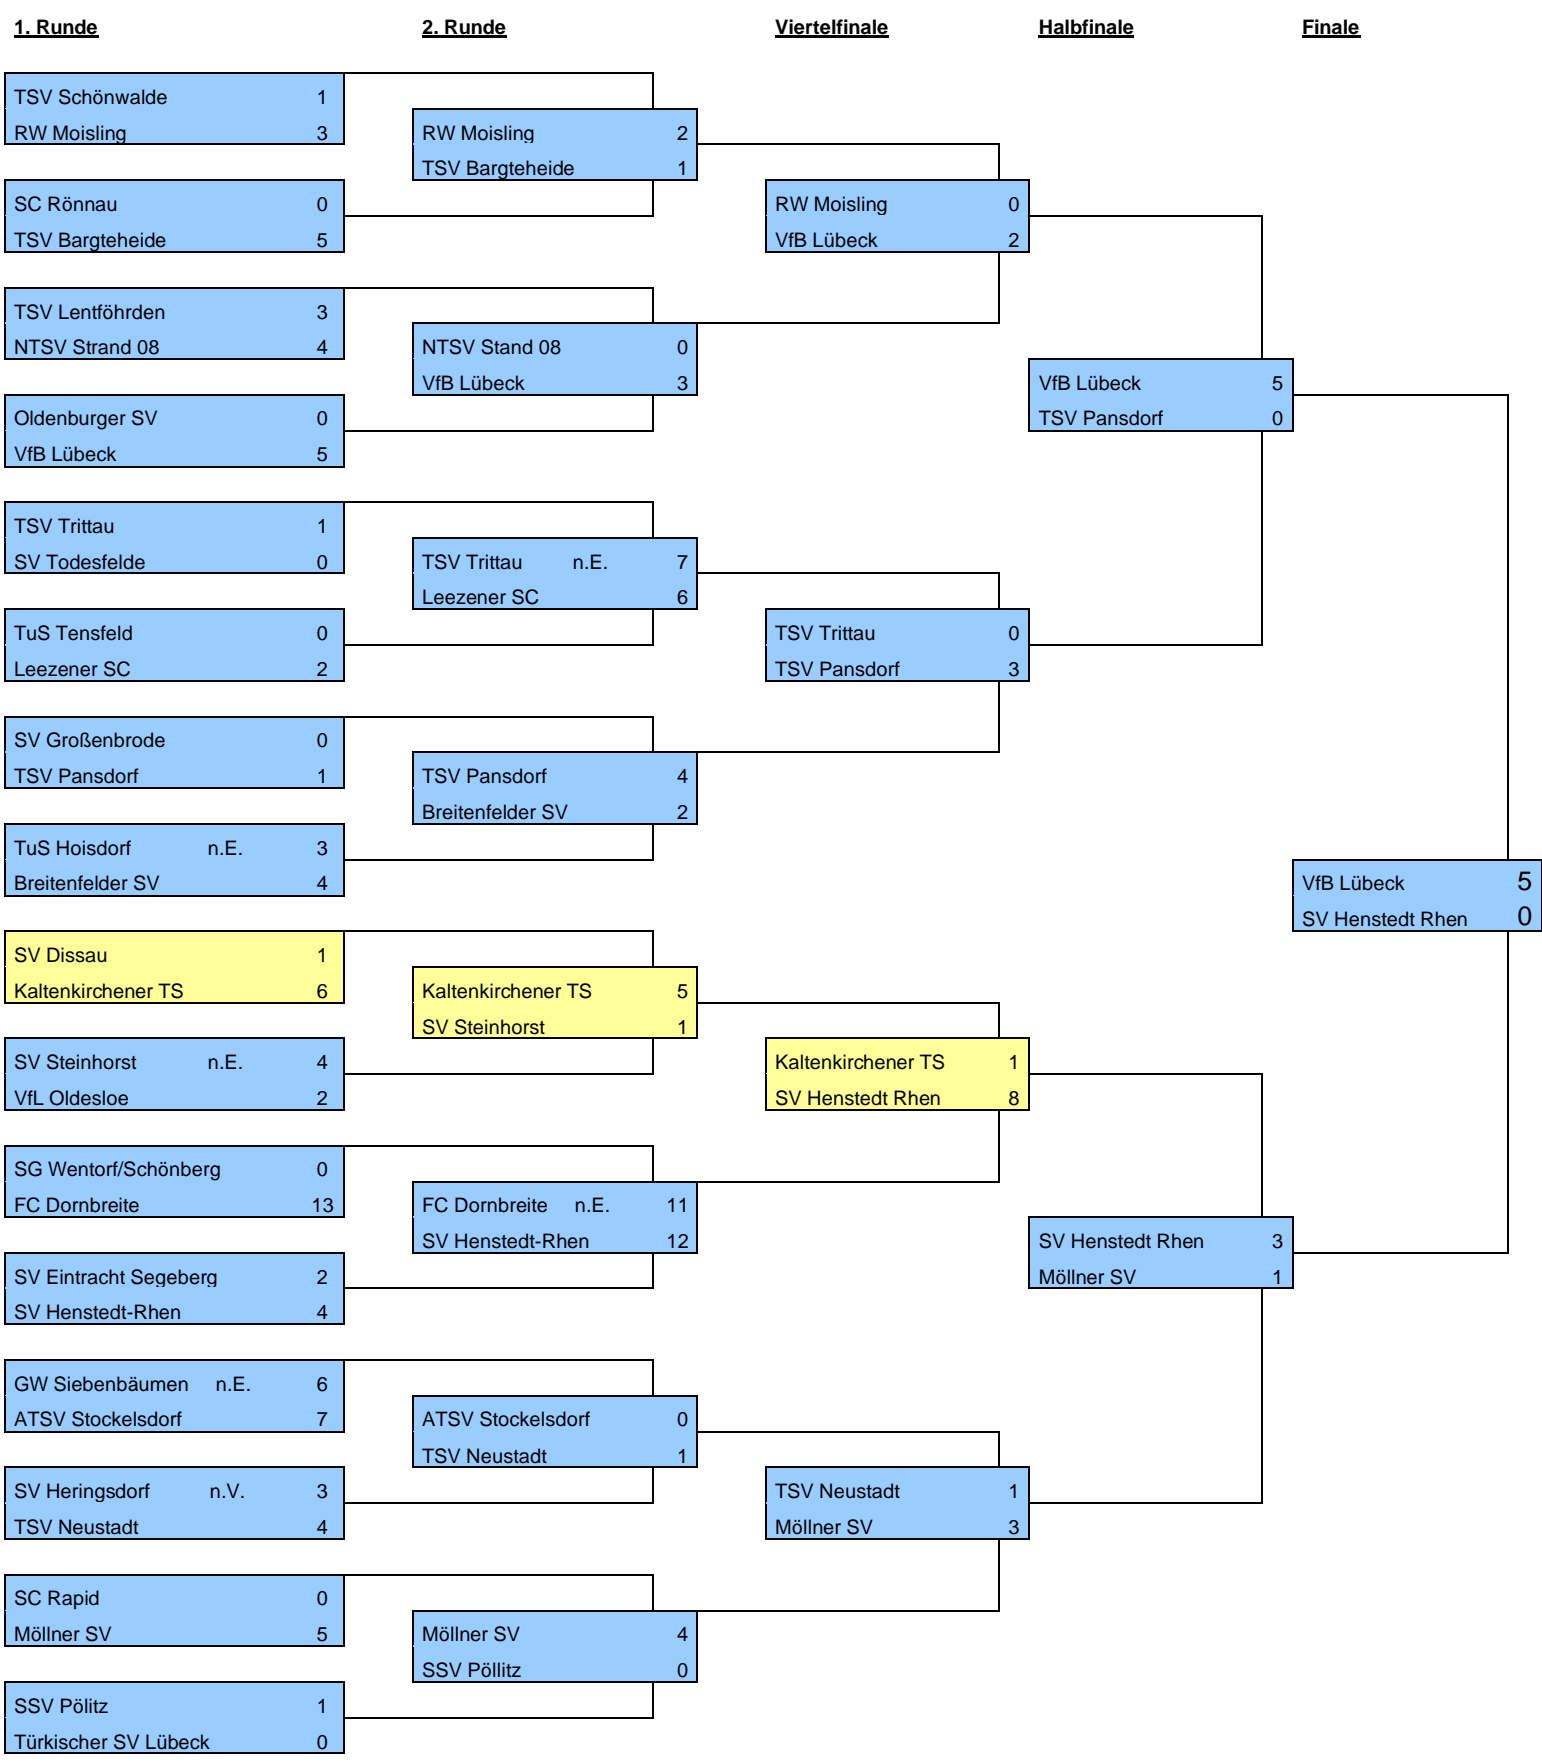 1. Runde 2. Runde Viertelfinale Halbfinale Finale
TSV Schönwalde 1
RW Moisling 3
SC Rönnau 0
TSV Bargteheide 5
TSV Lentföhrden 3
NTSV Strand 08 4
Oldenburger SV 0
VfB Lübeck 5
TSV Trittau 1
SV Todesfelde 0
TuS Tensfeld 0
Leezener SC 2
SV Großenbrode 0
TSV Pansdorf 1
TuS Hoisdorf n.E. 3
Breitenfelder SV 4
SV Dissau 1
Kaltenkirchener TS 6
SV Steinhorst n.E. 4
VfL Oldesloe 2
SG Wentorf/Schönberg 0
FC Dornbreite 13
SV Eintracht Segeberg 2
SV Henstedt-Rhen 4
GW Siebenbäumen n.E. 6
ATSV Stockelsdorf 7
SV Heringsdorf n.V. 3
TSV Neustadt 4
SC Rapid 0
Möllner SV 5
SSV Pölitz 1
Türkischer SV Lübeck 0
RW Moisling 2
TSV Bargteheide 1
NTSV Stand 08 0
VfB Lübeck 3
TSV Trittau n.E. 7
Leezener SC 6
TSV Pansdorf 4
Breitenfelder SV 2
Kaltenkirchener TS 5
SV Steinhorst 1
FC Dornbreite n.E. 11
SV Henstedt-Rhen 12
ATSV Stockelsdorf 0
TSV Neustadt 1
Möllner SV 4
SSV Pöllitz 0
RW Moisling 0
VfB Lübeck 2
TSV Trittau 0
TSV Pansdorf 3
Kaltenkirchener TS 1
SV Henstedt Rhen 8
TSV Neustadt 1
Möllner SV 3
VfB Lübeck 5
TSV Pansdorf 0
SV Henstedt Rhen 3
Möllner SV 1
VfB Lübeck 5
SV Henstedt Rhen 0